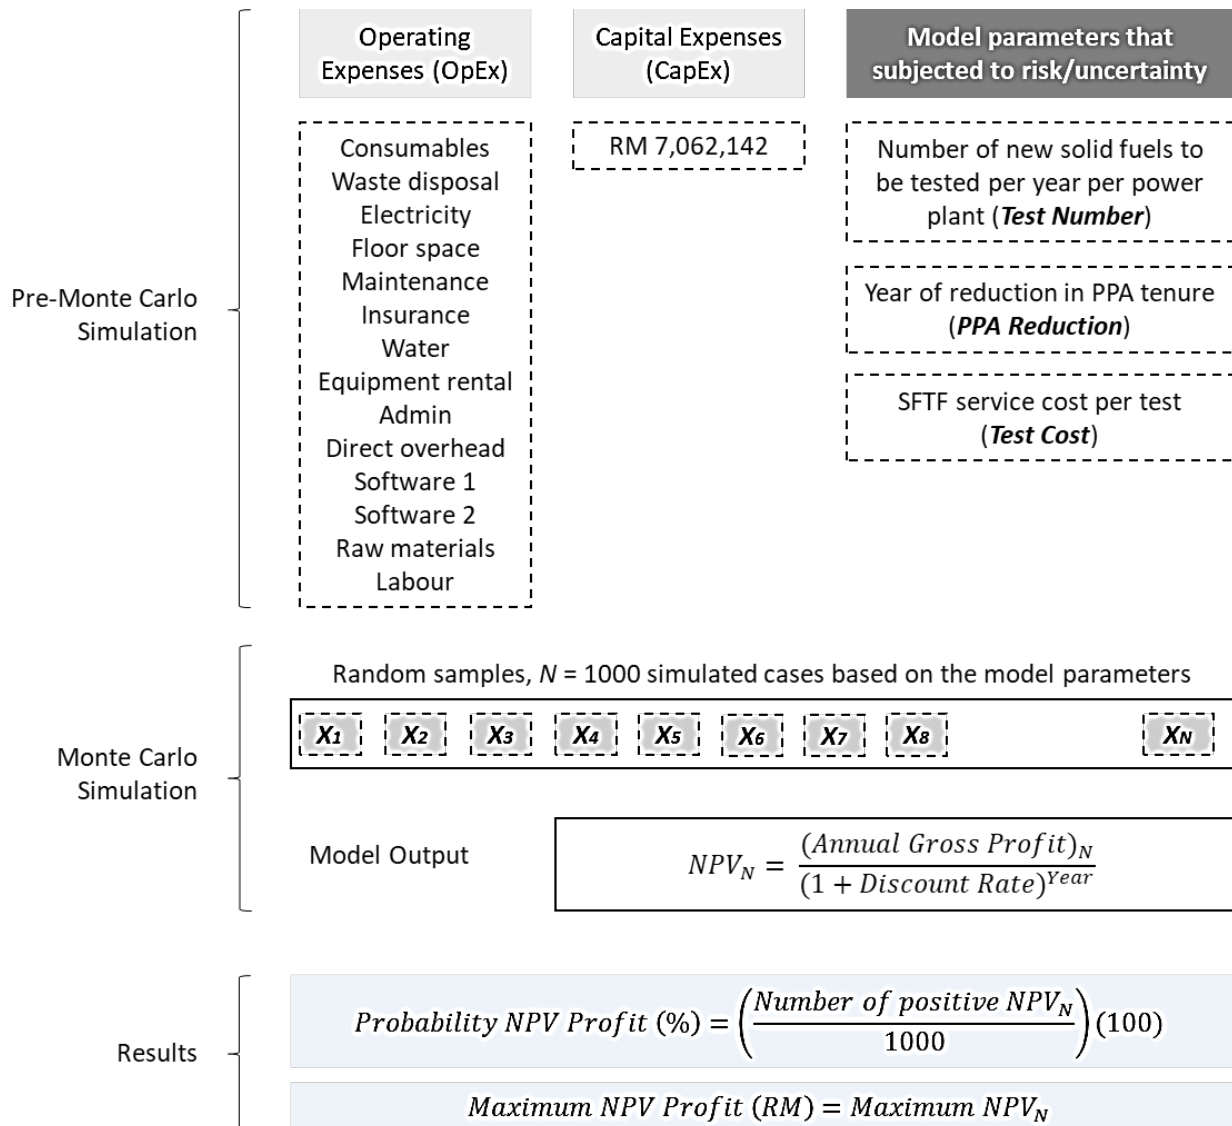 Operating
Expenses (OpEx)
Capital Expenses
(CapEx)
Model parameters that
subjected to risk/uncertainty
Pre-Monte Carlo
Simulation
Consumables
Waste disposal
Electricity
Floor space
Maintenance
Insurance
Water
Equipment rental
Admin
Direct overhead
Software 1
Software 2
Raw materials
Labour
RM 7,062,142
Number of new solid fuels to
be tested per year per power
plant (Test Number)
Year of reduction in PPA tenure
(PPA Reduction)
SFTF service cost per test
(Test Cost)
Monte Carlo
Simulation
Random samples, N = 1000 simulated cases based on the model parameters
X1 X2 X3 X4 X5 X6 X7 X8 XN
Model Output
NPV_N = (Annual Gross Profit)_N / (1 + Discount Rate)^Year
Results
Probability NPV Profit (%) = (Number of positive NPV_N / 1000) (100)
Maximum NPV Profit (RM) = Maximum NPV_N